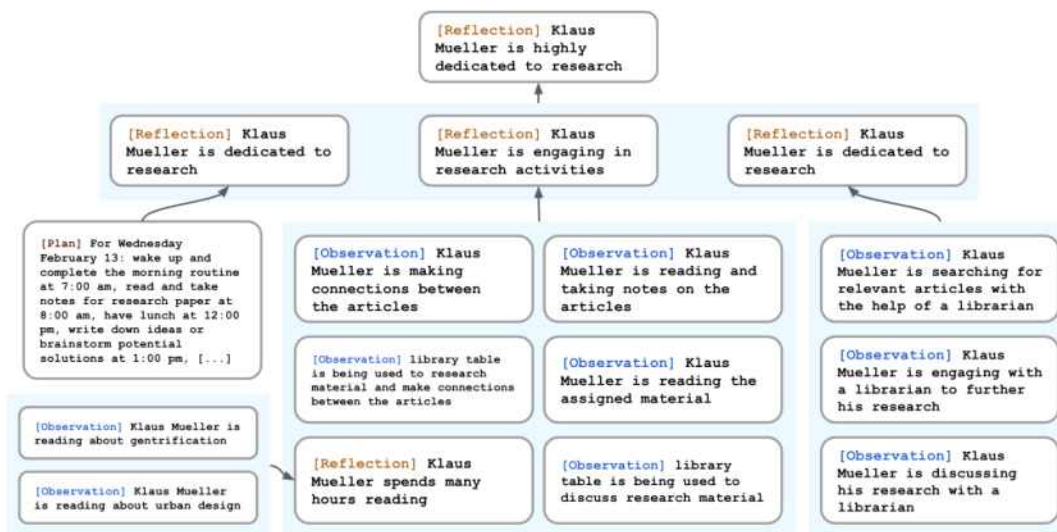 [Reflection] Klaus
Mueller is highly
dedicated to research
[Reflection] Klaus
Mueller is dedicated to
research
[Reflection] Klaus
Mueller is engaging in
research activities
[Reflection] Klaus
Mueller is dedicated to
research
[Plan] For Wednesday
February 13: wake up and
complete the morning routine
at 7:00 am, read and take
notes for research paper at
8:00 am, have lunch at 12:00
pm, write down ideas or
brainstorm potential
solutions at 1:00 pm, [...]
[Observation] Klaus Mueller is
reading about gentrification
[Observation] Klaus Mueller
is reading about urban design
[Observation] Klaus
Mueller is making
connections between
the articles
[Observation] Klaus
Mueller is reading and
taking notes on the
articles
[Observation] library table
is being used to research
material and make connections
between the articles
[Observation] Klaus
Mueller is reading the
assigned material
[Reflection] Klaus
Mueller spends many
hours reading
[Observation] library
table is being used to
discuss research material
[Observation] Klaus
Mueller is searching for
relevant articles with
the help of a librarian
[Observation] Klaus
Mueller is engaging with
a librarian to further
his research
[Observation] Klaus
Mueller is discussing
his research with a
librarian